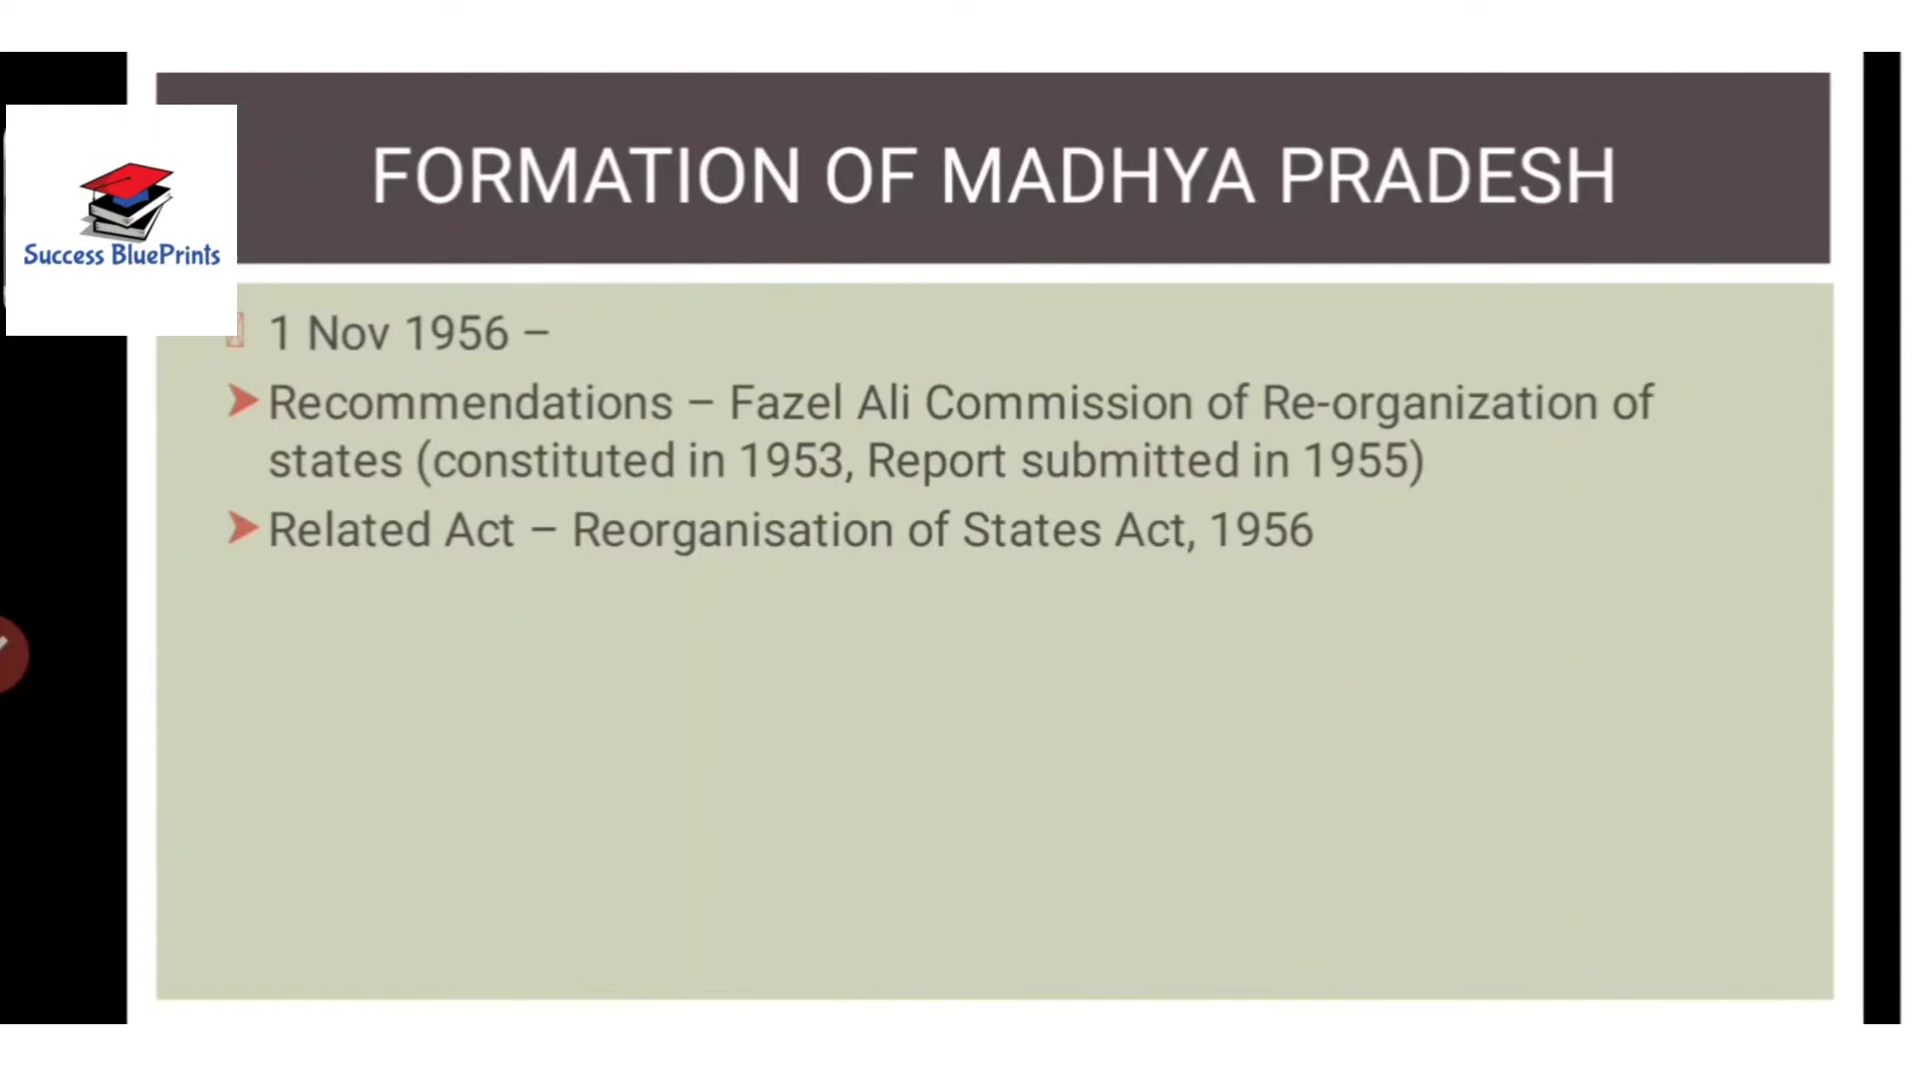 FORMATION OF MADHYA PRADESH
Success BluePrints
1 Nov 1956 –
Recommendations – Fazel Ali Commission of Re-organization of
states (constituted in 1953, Report submitted in 1955)
Related Act – Reorganisation of States Act, 1956